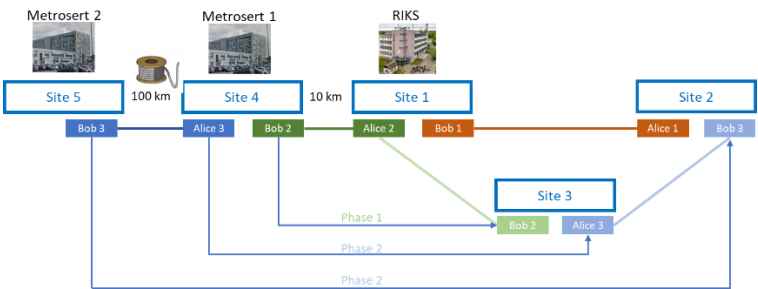 Metrosert 2
Metrosert 1
RIKS
Site 5
100 km
Site 4
10 km
Site 1
Site 2
Bob 3
Alice 3
Bob 2
Alice 2
Bob 1
Alice 1
Bob 3
Site 3
Phase 1
Bob 2
Alice 3
Phase 2
Phase 2